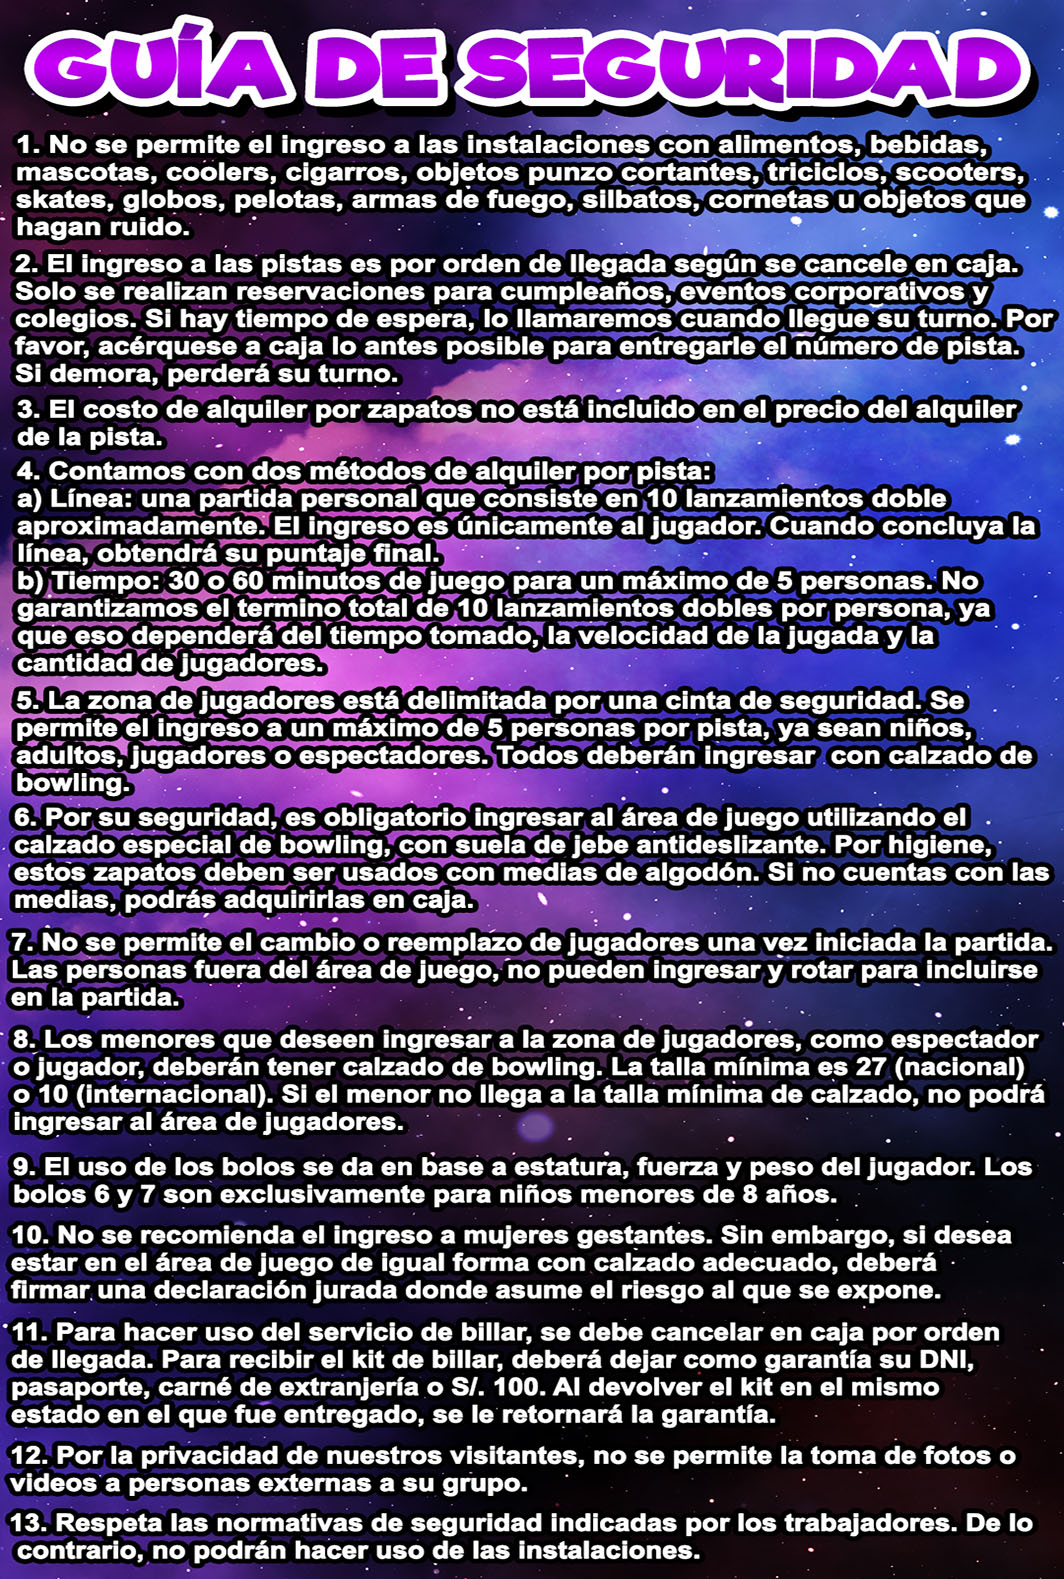 GUÍA DE SEGURIDAD
1. No se permite el ingreso a las instalaciones con alimentos, bebidas,
mascotas, coolers, cigarros, objetos punzo cortantes, triciclos, scooters,
skates, globos, pelotas, armas de fuego, silbatos, cornetas u objetos que
hagan ruido.
2. El ingreso a las pistas es por orden de llegada según se cancele en caja.
Solo se realizan reservaciones para cumpleaños, eventos corporativos y
colegios. Si hay tiempo de espera, lo llamaremos cuando llegue su turno. Por
favor, acérquese a caja lo antes posible para entregarle el número de pista.
Si demora, perderá su turno.
3. El costo de alquiler por zapatos no está incluido en el precio del alquiler
de la pista.
4. Contamos con dos métodos de alquiler por pista:
a) Línea: una partida personal que consiste en 10 lanzamientos doble
aproximadamente. El ingreso es únicamente al jugador. Cuando concluya la
línea, obtendrá su puntaje final.
b) Tiempo: 30 o 60 minutos de juego para un máximo de 5 personas. No
garantizamos el termino total de 10 lanzamientos dobles por persona, ya
que eso dependerá del tiempo tomado, la velocidad de la jugada y la
cantidad de jugadores.
5. La zona de jugadores está delimitada por una cinta de seguridad. Se
permite el ingreso a un máximo de 5 personas por pista, ya sean niños,
adultos, jugadores o espectadores. Todos deberán ingresar  con calzado de
bowling.
6. Por su seguridad, es obligatorio ingresar al área de juego utilizando el
calzado especial de bowling, con suela de jebe antideslizante. Por higiene,
estos zapatos deben ser usados con medias de algodón. Si no cuentas con las
medias, podrás adquirirlas en caja.
7. No se permite el cambio o reemplazo de jugadores una vez iniciada la partida.
Las personas fuera del área de juego, no pueden ingresar y rotar para incluirse
en la partida.
8. Los menores que deseen ingresar a la zona de jugadores, como espectador
o jugador, deberán tener calzado de bowling. La talla mínima es 27 (nacional)
o 10 (internacional). Si el menor no llega a la talla mínima de calzado, no podrá
ingresar al área de jugadores.
9. El uso de los bolos se da en base a estatura, fuerza y peso del jugador. Los
bolos 6 y 7 son exclusivamente para niños menores de 8 años.
10. No se recomienda el ingreso a mujeres gestantes. Sin embargo, si desea
estar en el área de juego de igual forma con calzado adecuado, deberá
firmar una declaración jurada donde asume el riesgo al que se expone.
11. Para hacer uso del servicio de billar, se debe cancelar en caja por orden
de llegada. Para recibir el kit de billar, deberá dejar como garantía su DNI,
pasaporte, carné de extranjería o S/. 100. Al devolver el kit en el mismo
estado en el que fue entregado, se le retornará la garantía.
12. Por la privacidad de nuestros visitantes, no se permite la toma de fotos o
videos a personas externas a su grupo.
13. Respeta las normativas de seguridad indicadas por los trabajadores. De lo
contrario, no podrán hacer uso de las instalaciones.